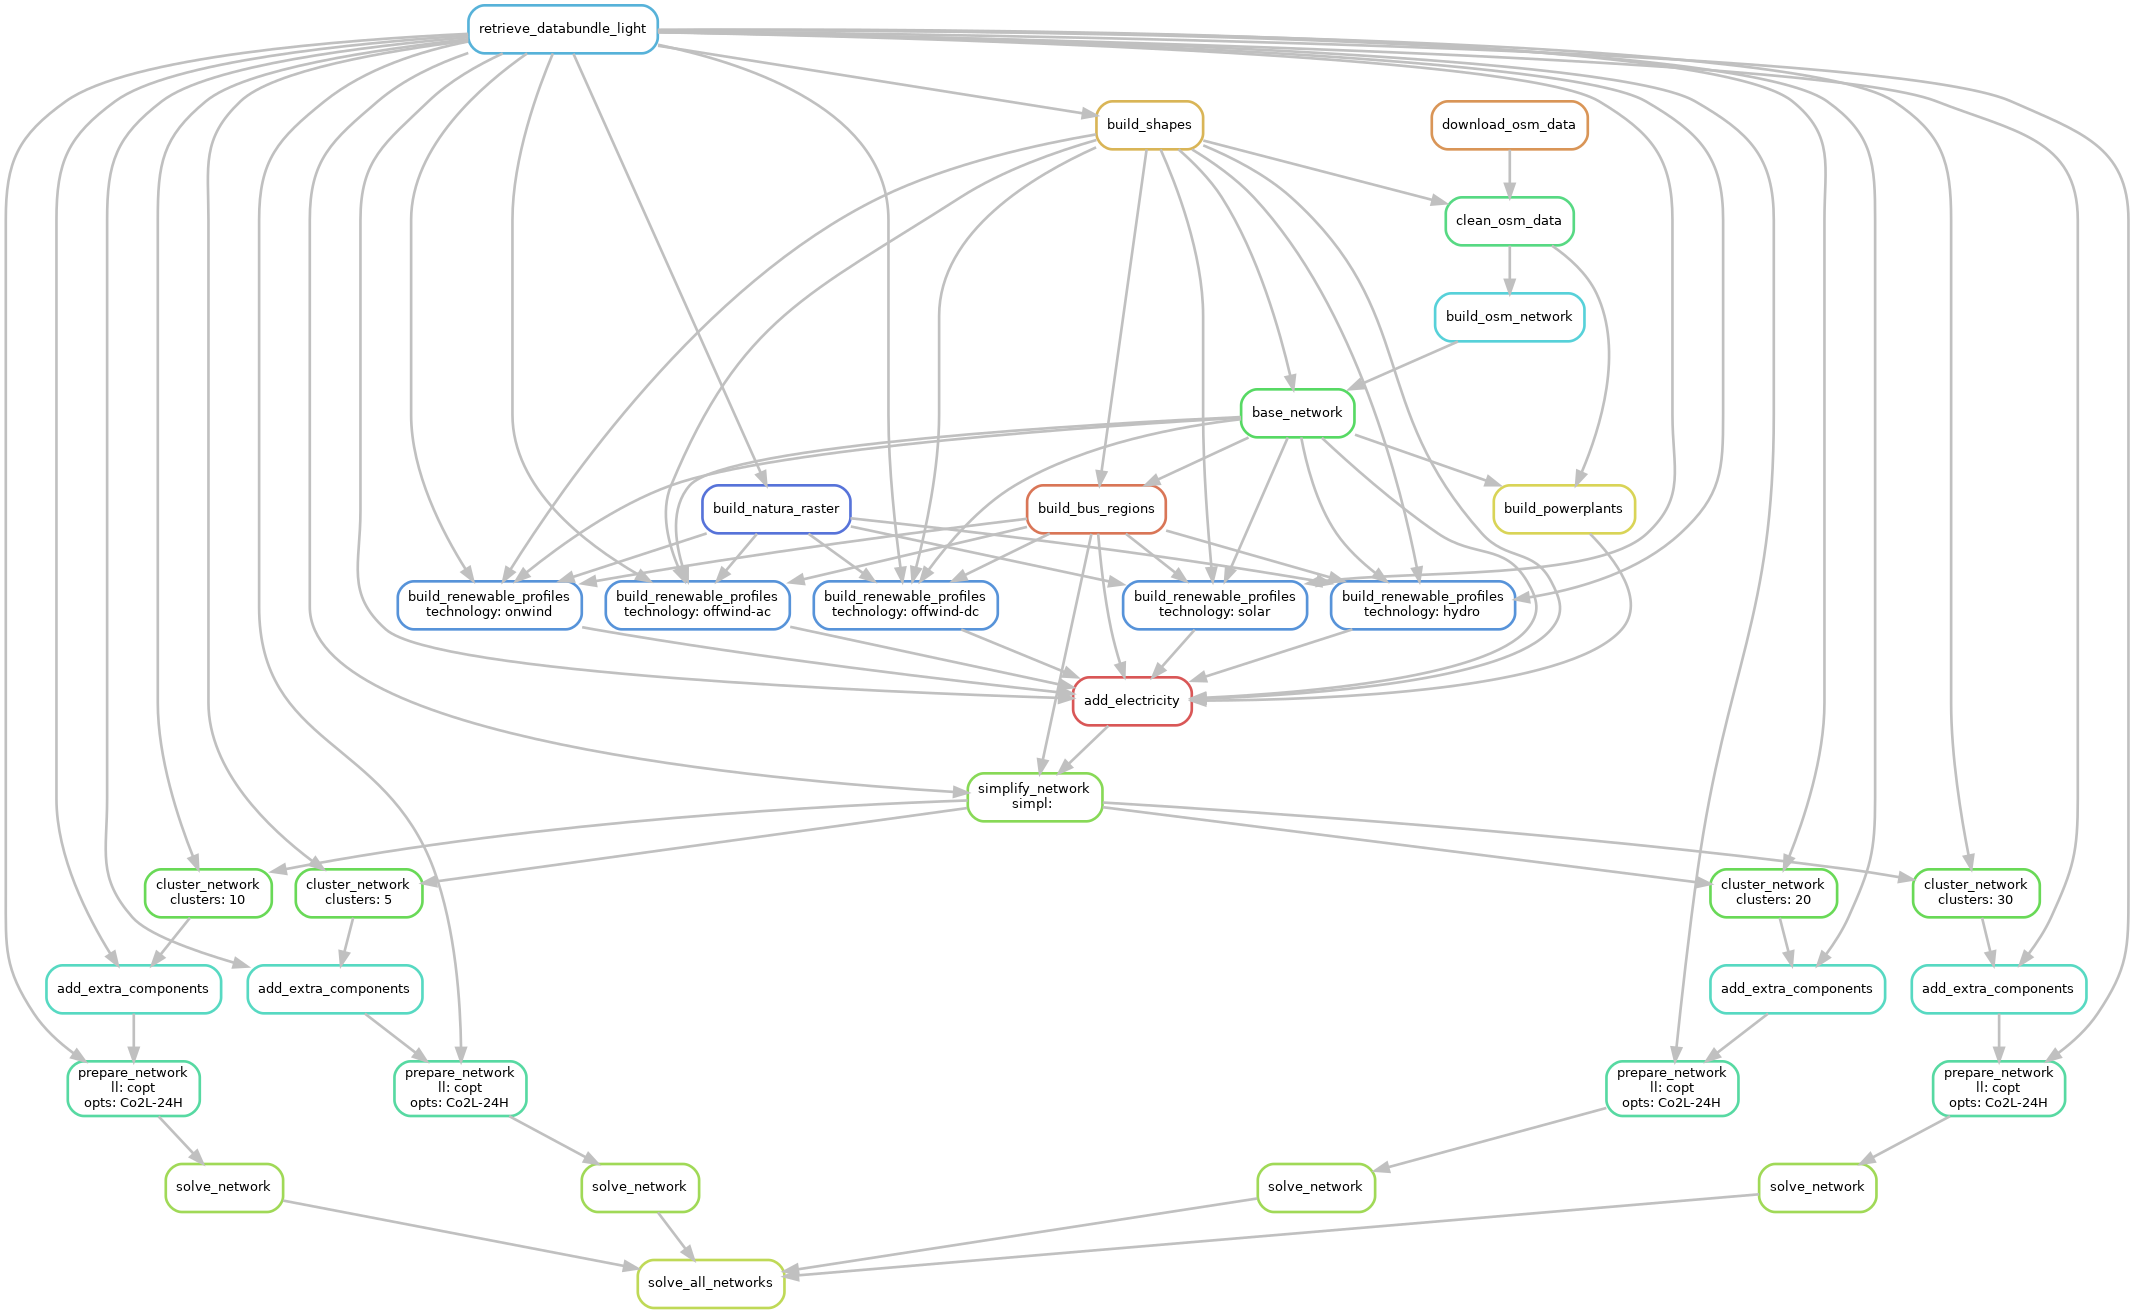 retrieve_databundle_light
build_shapes
download_osm_data
clean_osm_data
build_osm_network
base_network
build_natura_raster
build_bus_regions
build_powerplants
build_renewable_profiles
technology: onwind
build_renewable_profiles
technology: offwind-ac
build_renewable_profiles
technology: offwind-dc
build_renewable_profiles
technology: solar
build_renewable_profiles
technology: hydro
add_electricity
simplify_network
simpl:
cluster_network
clusters: 10
cluster_network
clusters: 5
cluster_network
clusters: 20
cluster_network
clusters: 30
add_extra_components
add_extra_components
add_extra_components
add_extra_components
prepare_network
ll: copt
opts: Co2L-24H
prepare_network
ll: copt
opts: Co2L-24H
prepare_network
ll: copt
opts: Co2L-24H
prepare_network
ll: copt
opts: Co2L-24H
solve_network
solve_network
solve_network
solve_network
solve_all_networks